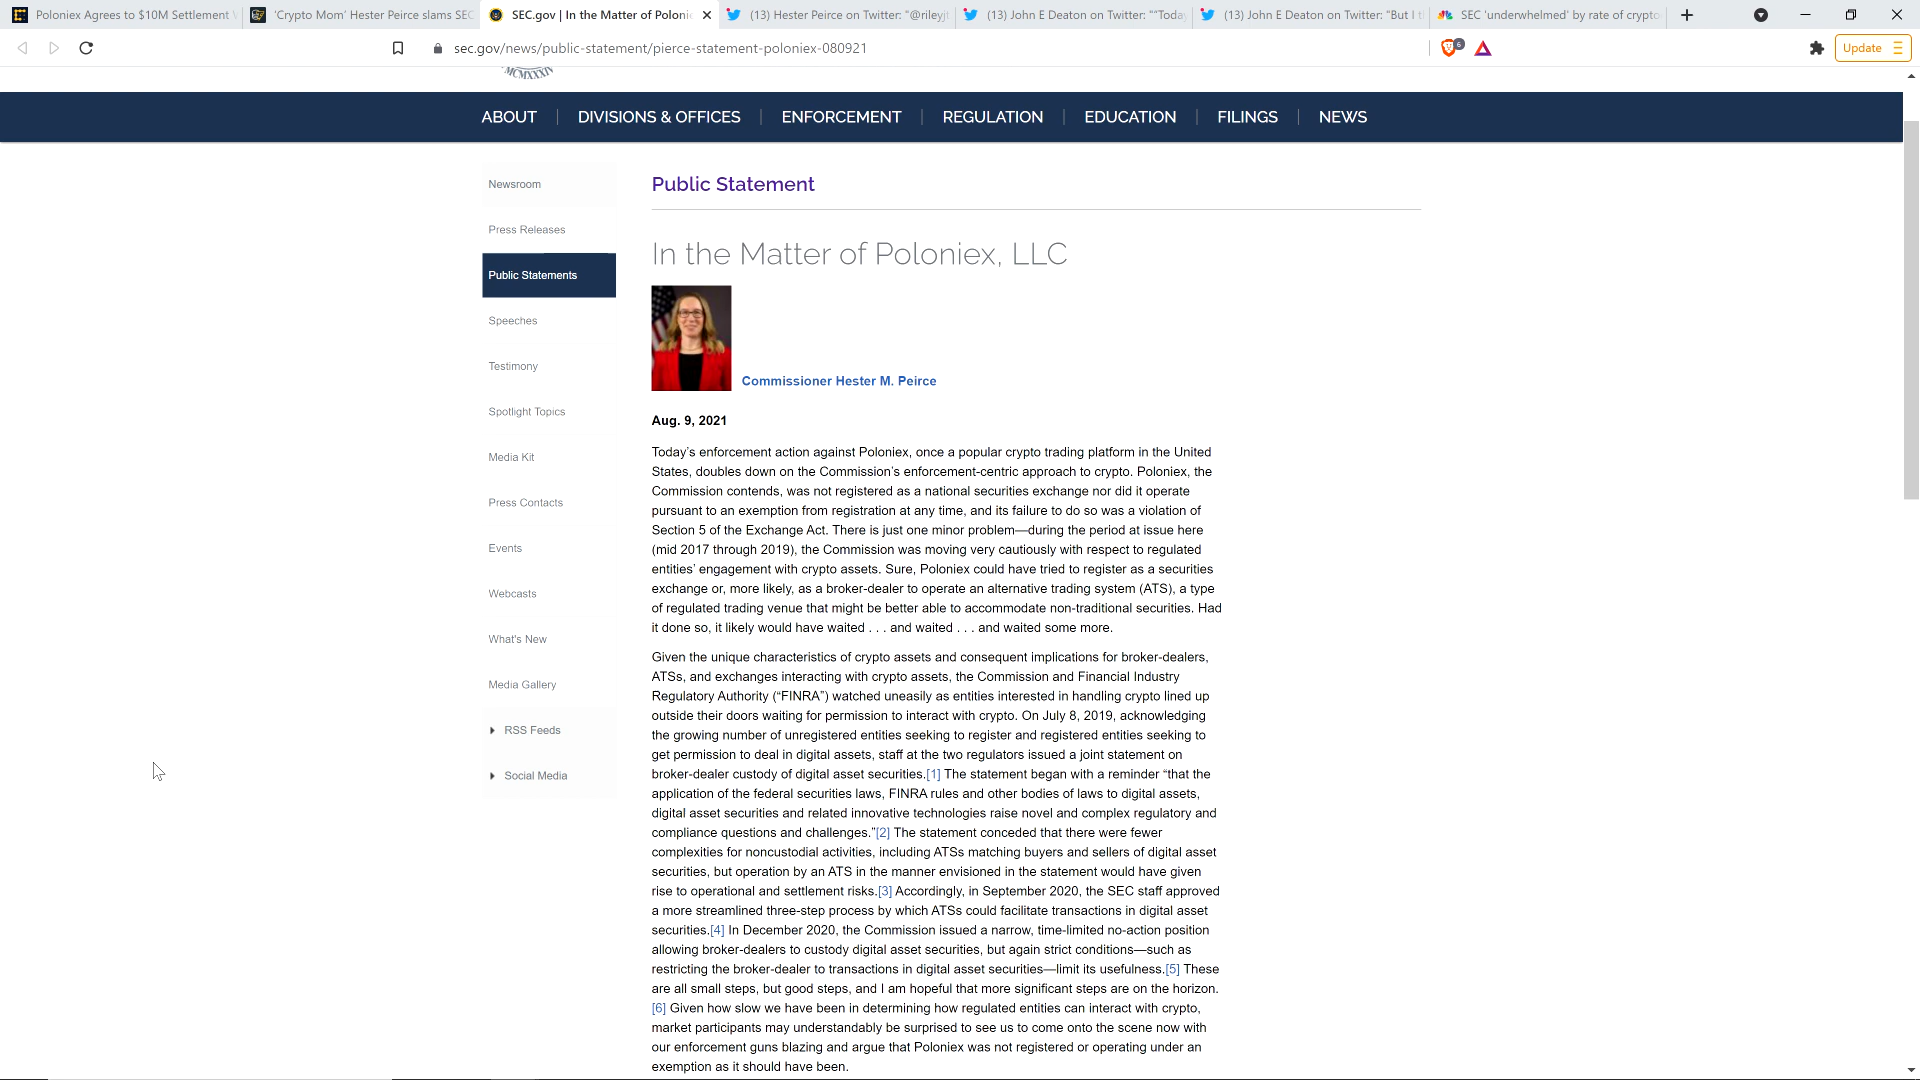 Poloniex Agrees to $10M Settlement
'Crypto Mom' Hester Peirce slams SEC
SEC.gov | In the Matter of Polonie
(13) Hester Peirce on Twitter: "@rileyjt
(13) John E Deaton on Twitter: ""Today
(13) John E Deaton on Twitter: "But I t
SEC 'underwhelmed' by rate of crypto
sec.gov/news/public-statement/pierce-statement-poloniex-080921
6
Update
MCMXXXIV
ABOUT | DIVISIONS & OFFICES | ENFORCEMENT | REGULATION | EDUCATION | FILINGS | NEWS
Newsroom
Press Releases
Public Statements
Speeches
Testimony
Spotlight Topics
Media Kit
Press Contacts
Events
Webcasts
What's New
Media Gallery
RSS Feeds
Social Media
Public Statement
In the Matter of Poloniex, LLC
Commissioner Hester M. Peirce
Aug. 9, 2021
Today's enforcement action against Poloniex, once a popular crypto trading platform in the United
States, doubles down on the Commission's enforcement-centric approach to crypto. Poloniex, the
Commission contends, was not registered as a national securities exchange nor did it operate
pursuant to an exemption from registration at any time, and its failure to do so was a violation of
Section 5 of the Exchange Act. There is just one minor problem—during the period at issue here
(mid 2017 through 2019), the Commission was moving very cautiously with respect to regulated
entities' engagement with crypto assets. Sure, Poloniex could have tried to register as a securities
exchange or, more likely, as a broker-dealer to operate an alternative trading system (ATS), a type
of regulated trading venue that might be better able to accommodate non-traditional securities. Had
it done so, it likely would have waited . . . and waited . . . and waited some more.
Given the unique characteristics of crypto assets and consequent implications for broker-dealers,
ATSs, and exchanges interacting with crypto assets, the Commission and Financial Industry
Regulatory Authority ("FINRA") watched uneasily as entities interested in handling crypto lined up
outside their doors waiting for permission to interact with crypto. On July 8, 2019, acknowledging
the growing number of unregistered entities seeking to register and registered entities seeking to
get permission to deal in digital assets, staff at the two regulators issued a joint statement on
broker-dealer custody of digital asset securities.[1] The statement began with a reminder "that the
application of the federal securities laws, FINRA rules and other bodies of laws to digital assets,
digital asset securities and related innovative technologies raise novel and complex regulatory and
compliance questions and challenges."[2] The statement conceded that there were fewer
complexities for noncustodial activities, including ATSs matching buyers and sellers of digital asset
securities, but operation by an ATS in the manner envisioned in the statement would have given
rise to operational and settlement risks.[3] Accordingly, in September 2020, the SEC staff approved
a more streamlined three-step process by which ATSs could facilitate transactions in digital asset
securities.[4] In December 2020, the Commission issued a narrow, time-limited no-action position
allowing broker-dealers to custody digital asset securities, but again strict conditions—such as
restricting the broker-dealer to transactions in digital asset securities—limit its usefulness.[5] These
are all small steps, but good steps, and I am hopeful that more significant steps are on the horizon.
[6] Given how slow we have been in determining how regulated entities can interact with crypto,
market participants may understandably be surprised to see us to come onto the scene now with
our enforcement guns blazing and argue that Poloniex was not registered or operating under an
exemption as it should have been.